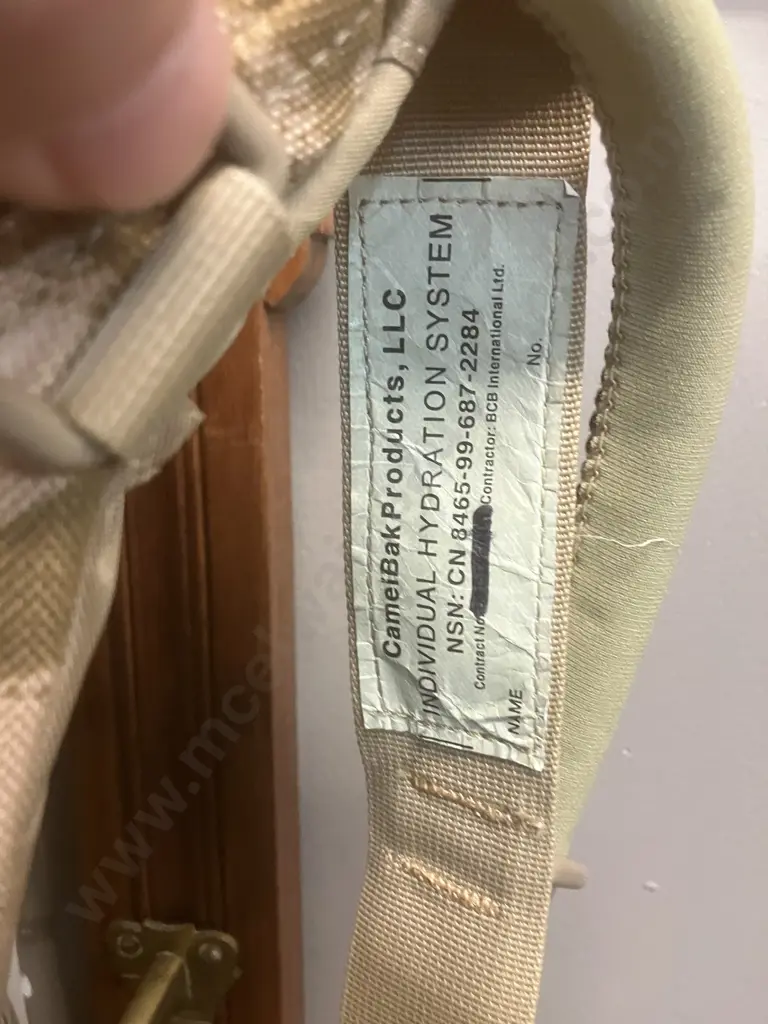 CamelBak Products, LLC
INDIVIDUAL HYDRATION SYSTEM
NSN: CN 8465-99-687-2284
Contract No Contractor: BCB International Ltd.
NAME No.